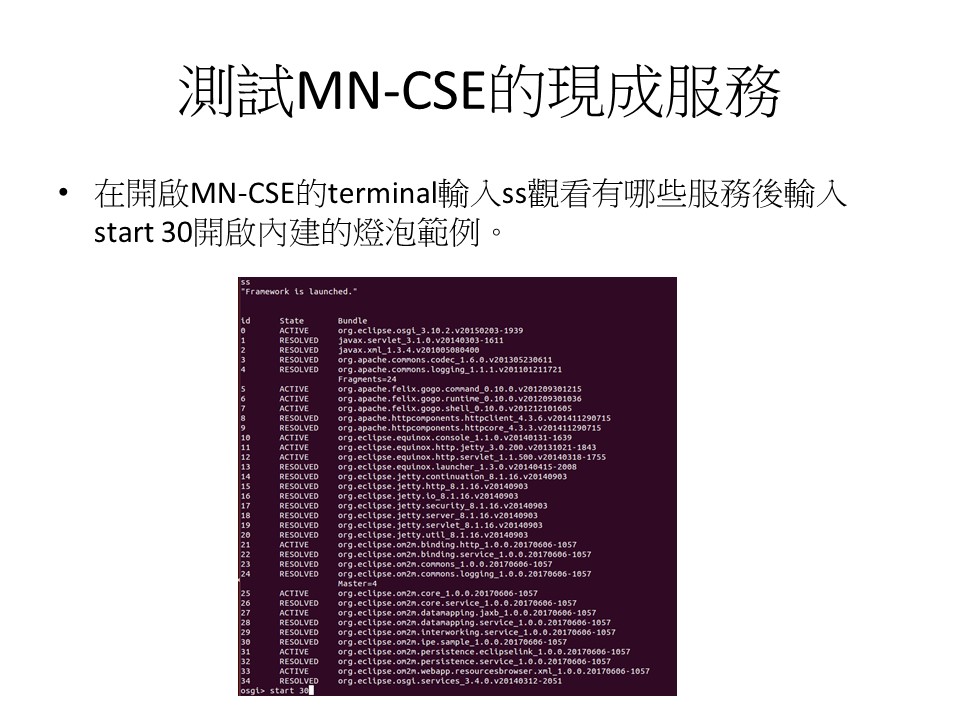 測試MN-CSE的現成服務
• 在開啟MN-CSE的terminal輸入ss觀看有哪些服務後輸入
start 30開啟內建的燈泡範例。
ss
"Framework is launched."
id State Bundle
0 ACTIVE org.eclipse.osgi_3.10.2.v20150203-1939
1 RESOLVED javax.servlet_3.1.0.v20140303-1611
2 RESOLVED javax.xml_1.3.4.v201005080400
3 RESOLVED org.apache.commons.codec_1.6.0.v201305230611
4 RESOLVED org.apache.commons.logging_1.1.1.v201101211721
Fragments=24
5 ACTIVE org.apache.felix.gogo.command_0.10.0.v201209301215
6 ACTIVE org.apache.felix.gogo.runtime_0.10.0.v201209301036
7 ACTIVE org.apache.felix.gogo.shell_0.10.0.v201212101605
8 RESOLVED org.apache.httpcomponents.httpclient_4.3.6.v201411290715
9 RESOLVED org.apache.httpcomponents.httpcore_4.3.3.v201411290715
10 ACTIVE org.eclipse.equinox.console_1.1.0.v20140131-1639
11 ACTIVE org.eclipse.equinox.http.jetty_3.0.200.v20131021-1843
12 ACTIVE org.eclipse.equinox.http.servlet_1.1.500.v20140318-1755
13 RESOLVED org.eclipse.equinox.launcher_1.3.0.v20140415-2008
14 RESOLVED org.eclipse.jetty.continuation_8.1.16.v20140903
15 RESOLVED org.eclipse.jetty.http_8.1.16.v20140903
16 RESOLVED org.eclipse.jetty.io_8.1.16.v20140903
17 RESOLVED org.eclipse.jetty.security_8.1.16.v20140903
18 RESOLVED org.eclipse.jetty.server_8.1.16.v20140903
19 RESOLVED org.eclipse.jetty.servlet_8.1.16.v20140903
20 RESOLVED org.eclipse.jetty.util_8.1.16.v20140903
21 ACTIVE org.eclipse.om2m.binding.http_1.0.0.20170606-1057
22 RESOLVED org.eclipse.om2m.binding.service_1.0.0.20170606-1057
23 RESOLVED org.eclipse.om2m.commons_1.0.0.20170606-1057
24 RESOLVED org.eclipse.om2m.commons.logging_1.0.0.20170606-1057
Master=4
25 ACTIVE org.eclipse.om2m.core_1.0.0.20170606-1057
26 RESOLVED org.eclipse.om2m.core.service_1.0.0.20170606-1057
27 ACTIVE org.eclipse.om2m.datamapping.jaxb_1.0.0.20170606-1057
28 RESOLVED org.eclipse.om2m.datamapping.service_1.0.0.20170606-1057
29 RESOLVED org.eclipse.om2m.interworking.service_1.0.0.20170606-1057
30 RESOLVED org.eclipse.om2m.ipe.sample_1.0.0.20170606-1057
31 ACTIVE org.eclipse.om2m.persistence.eclipselink_1.0.0.20170606-1057
32 RESOLVED org.eclipse.om2m.persistence.service_1.0.0.20170606-1057
33 ACTIVE org.eclipse.om2m.webapp.resourcesbrowser.xml_1.0.0.20170606-1057
34 RESOLVED org.eclipse.osgi.services_3.4.0.v20140312-2051
osgi> start 30